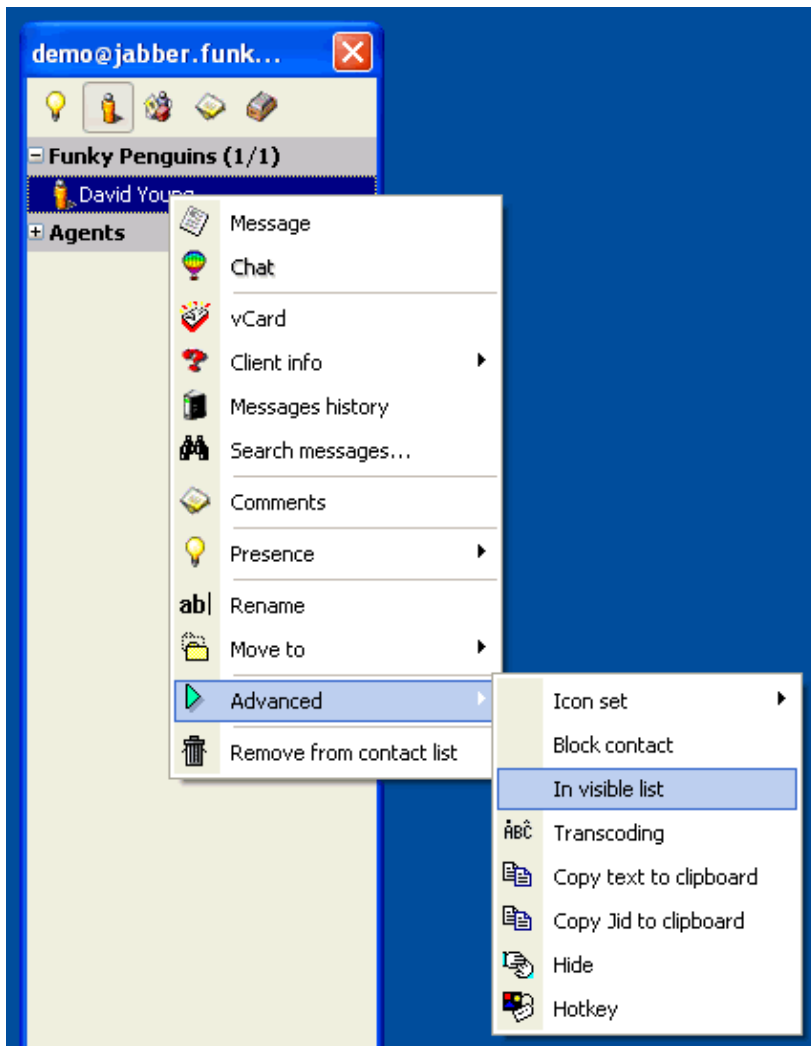 demo@jabber.funk...
Funky Penguins (1/1)
David Young
Agents
Message
Chat
vCard
Client info
Messages history
Search messages...
Comments
Presence
ab| Rename
Move to
Advanced
Remove from contact list
Icon set
Block contact
In visible list
ÅBĈ Transcoding
Copy text to clipboard
Copy Jid to clipboard
Hide
Hotkey